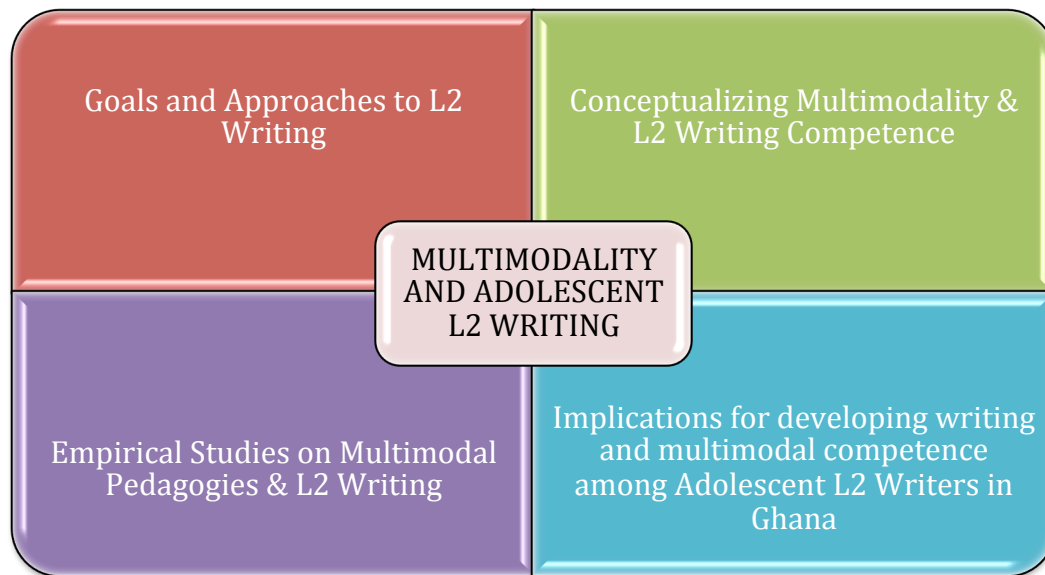 Goals and Approaches to L2
Writing
Conceptualizing Multimodality &
L2 Writing Competence
MULTIMODALITY
AND ADOLESCENT
L2 WRITING
Empirical Studies on Multimodal
Pedagogies & L2 Writing
Implications for developing writing
and multimodal competence
among Adolescent L2 Writers in
Ghana